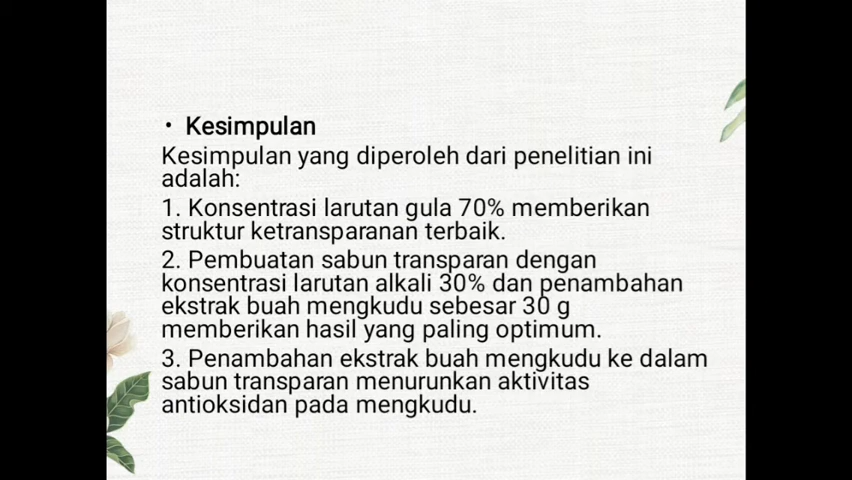 • Kesimpulan
Kesimpulan yang diperoleh dari penelitian ini
adalah:
1. Konsentrasi larutan gula 70% memberikan
struktur ketransparanan terbaik.
2. Pembuatan sabun transparan dengan
konsentrasi larutan alkali 30% dan penambahan
ekstrak buah mengkudu sebesar 30 g
memberikan hasil yang paling optimum.
3. Penambahan ekstrak buah mengkudu ke dalam
sabun transparan menurunkan aktivitas
antioksidan pada mengkudu.